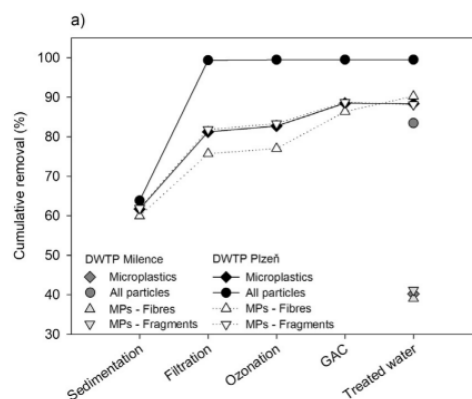 a)
Cumulative removal (%)
100
90
80
70
60
50
40
30
DWTP Milence
Microplastics
All particles
MPs - Fibres
MPs - Fragments
DWTP Plzeň
Microplastics
All particles
MPs - Fibres
MPs - Fragments
Sedimentation
Filtration
Ozonation
GAC
Treated water